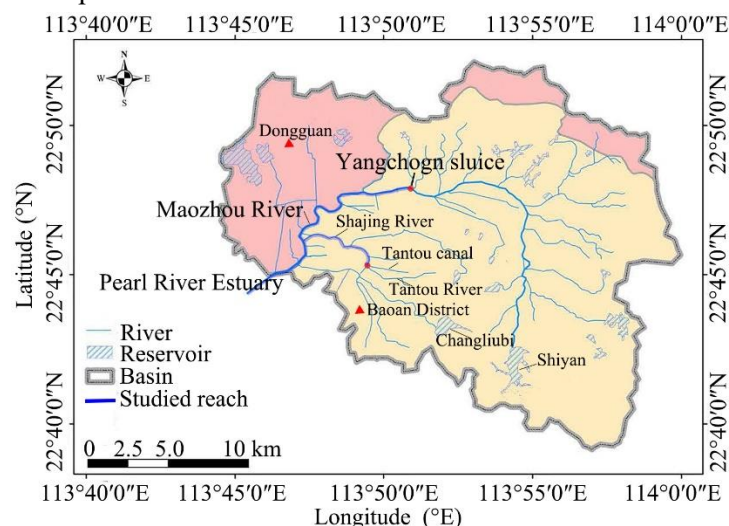 113°40′0″E 113°45′0″E 113°50′0″E 113°55′0″E 114°0′0″E
N
W E
S
22°50′0″N
22°50′0″N
Dongguan
Yangchogn sluice
Maozhou River
Shajing River
Latitude (°N)
22°45′0″N
22°45′0″N
Tantou canal
Pearl River Estuary
Tantou River
Baoan District
River
Changliubi
Reservoir
Shiyan
Basin
Studied reach
22°40′0″N
22°40′0″N
0 2.5 5.0 10 km
113°40′0″E 113°45′0″E 113°50′0″E 113°55′0″E 114°0′0″E
Longitude (°E)